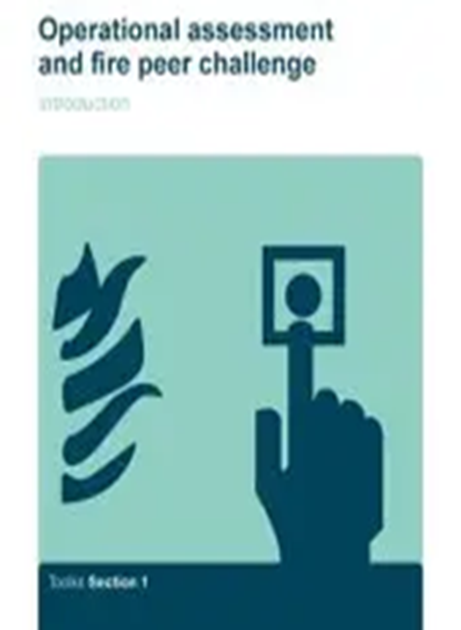 Operational assessment
and fire peer challenge
Introduction
Toolkit Section 1